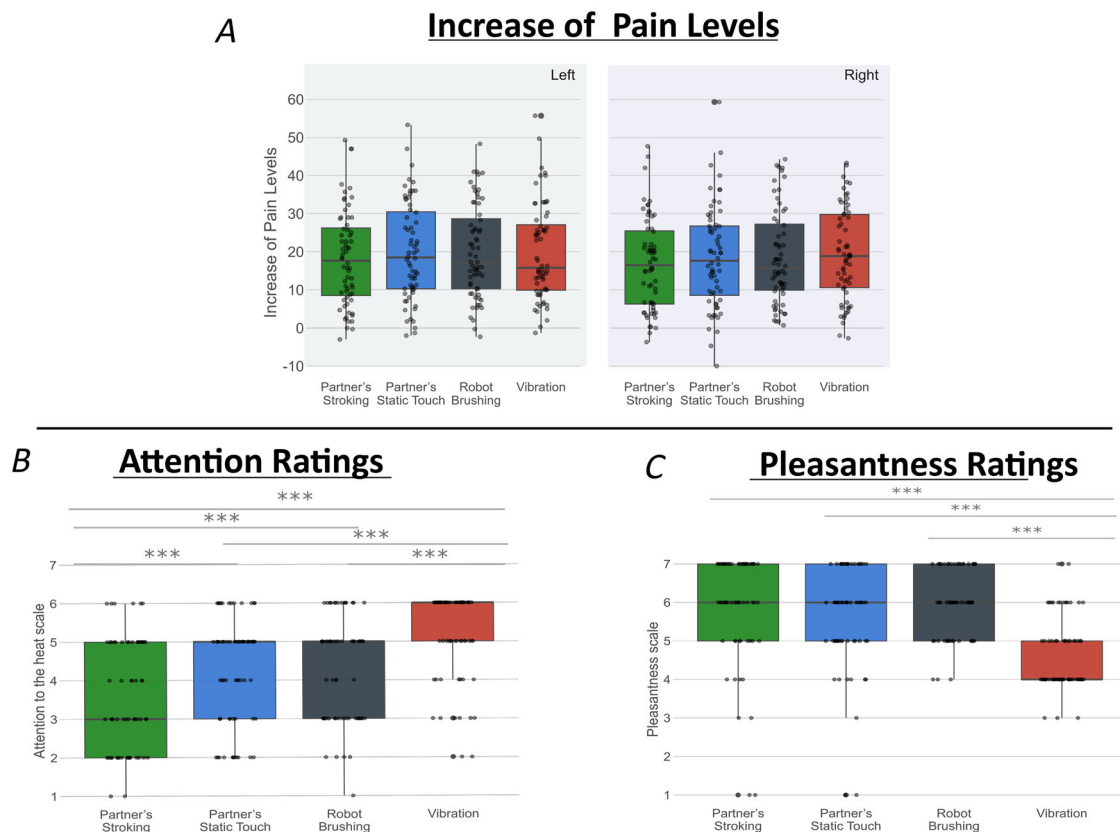 A
Increase of Pain Levels
Left
Right
Increase of Pain Levels
60
50
40
30
20
10
0
-10
Partner's
Stroking
Partner's
Static Touch
Robot
Brushing
Vibration
Partner's
Stroking
Partner's
Static Touch
Robot
Brushing
Vibration
B
Attention Ratings
***
***
***
***
***
Attention to the heat scale
7
6
5
4
3
2
1
Partner's
Stroking
Partner's
Static Touch
Robot
Brushing
Vibration
C
Pleasantness Ratings
***
***
***
Pleasantness scale
7
6
5
4
3
2
1
Partner's
Stroking
Partner's
Static Touch
Robot
Brushing
Vibration